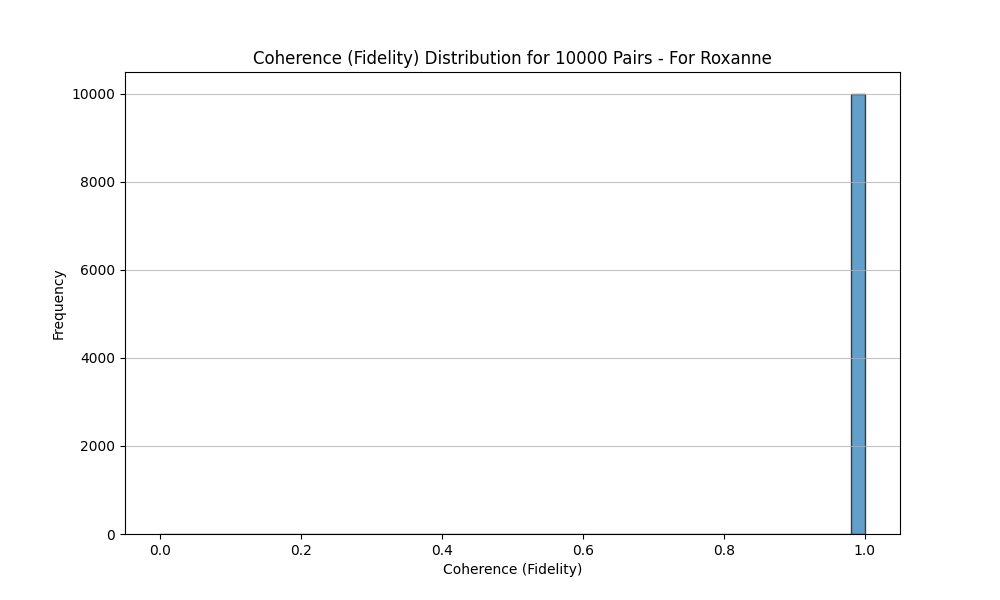 Coherence (Fidelity) Distribution for 10000 Pairs - For Roxanne
10000
8000
6000
4000
2000
0
Frequency
0.0 0.2 0.4 0.6 0.8 1.0
Coherence (Fidelity)